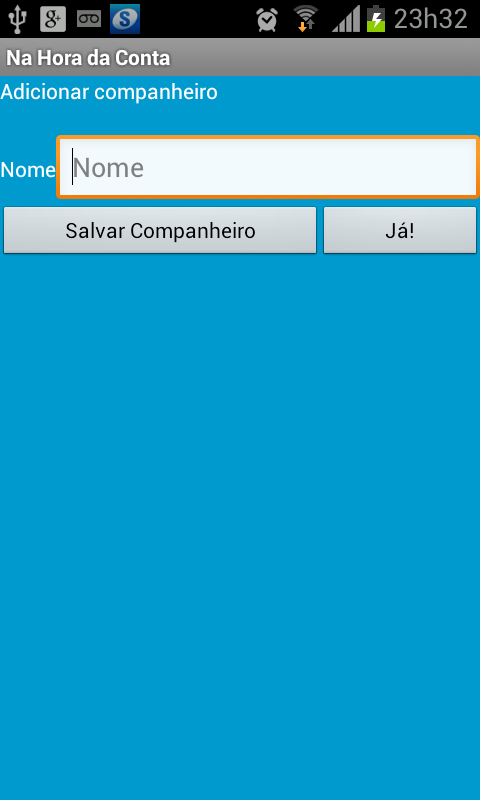 23h32
Na Hora da Conta
Adicionar companheiro
Nome Nome
Salvar Companheiro Já!